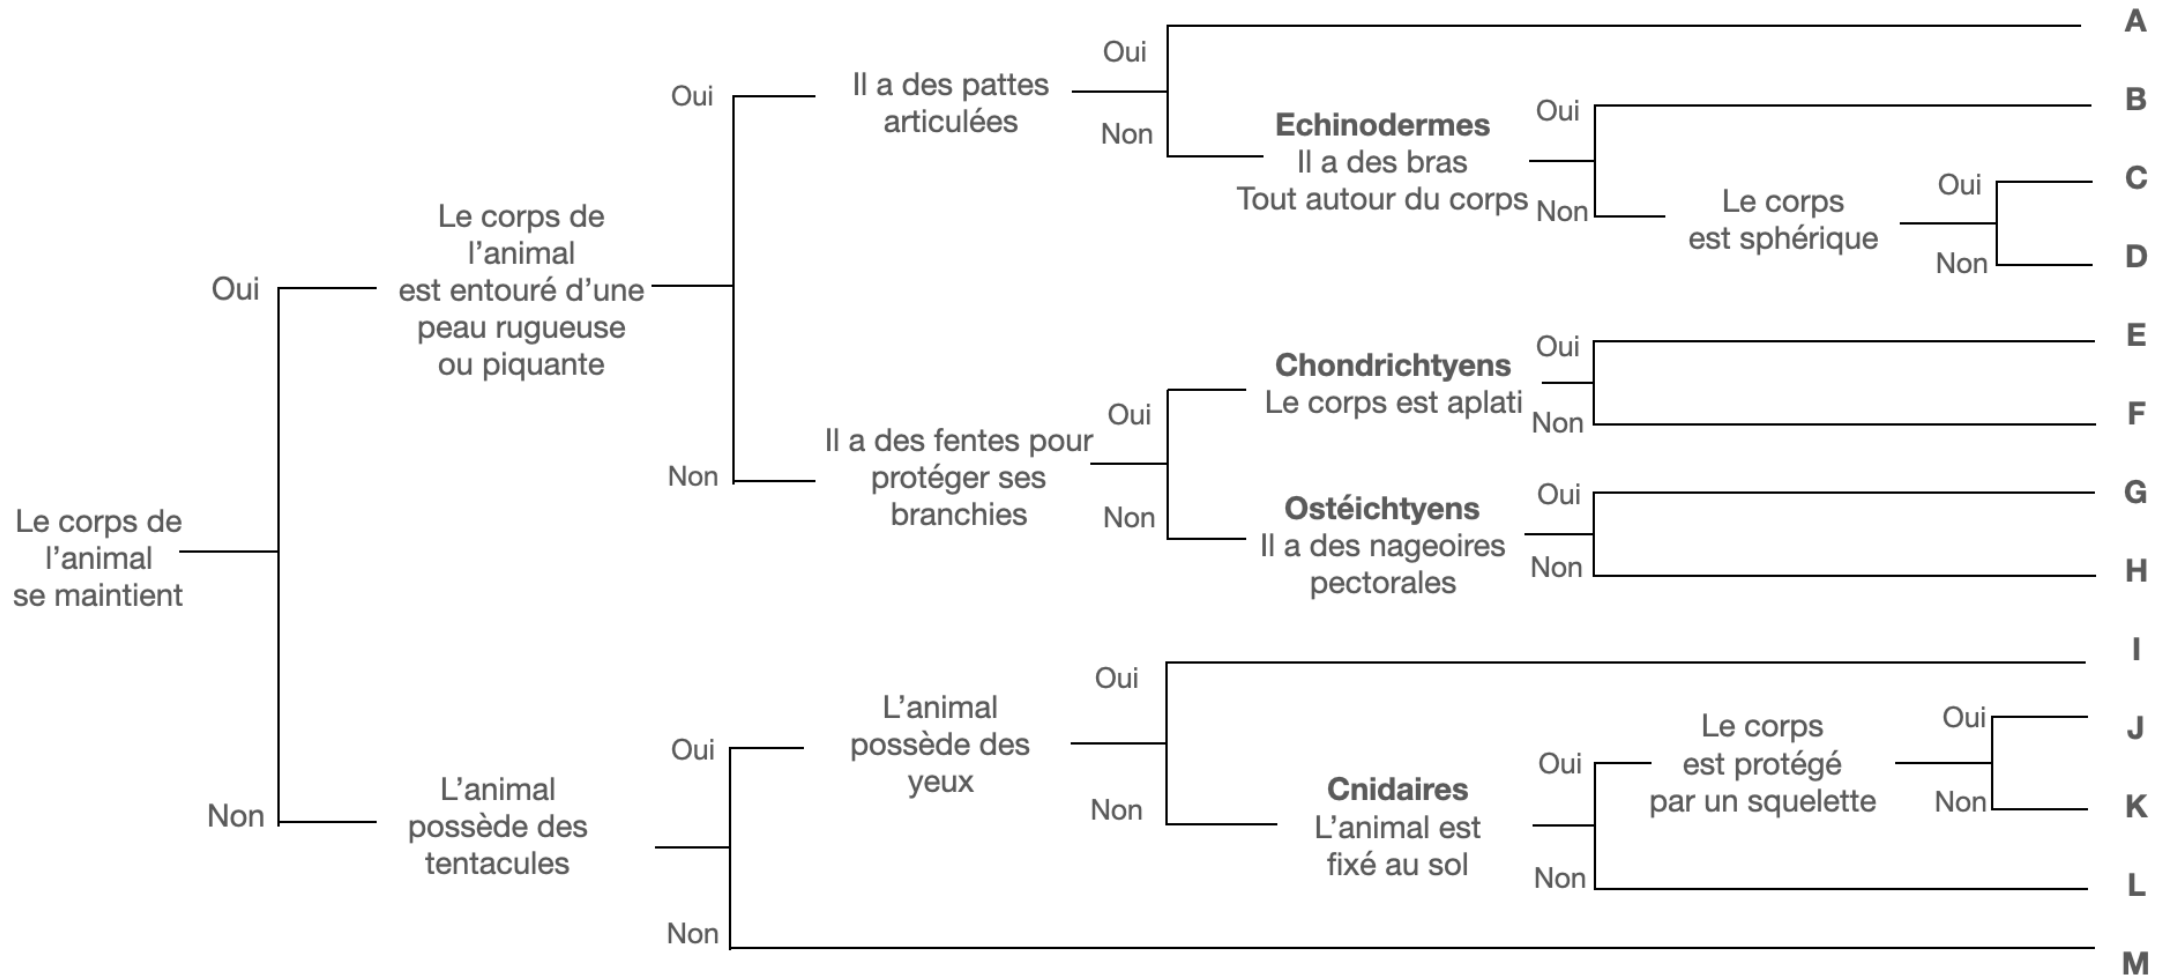 Le corps de
l'animal
se maintient
Oui
Non
Le corps de
l'animal
est entouré d'une
peau rugueuse
ou piquante
Oui
Non
Il a des pattes
articulées
Oui
Non
A
Echinodermes
Il a des bras
Tout autour du corps
Oui
Non
B
Le corps
est sphérique
Oui
Non
C
D
Il a des fentes pour
protéger ses
branchies
Oui
Non
Chondrichtyens
Le corps est aplati
Oui
Non
E
F
Ostéichtyens
Il a des nageoires
pectorales
Oui
Non
G
H
L'animal
possède des
tentacules
Oui
Non
L'animal
possède des
yeux
Oui
Non
I
Cnidaires
L'animal est
fixé au sol
Oui
Non
Le corps
est protégé
par un squelette
Oui
Non
J
K
L
M